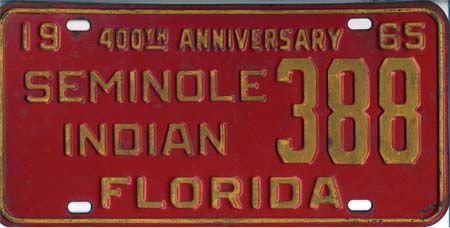 19 400TH ANNIVERSARY 65
SEMINOLE 388
INDIAN
FLORIDA